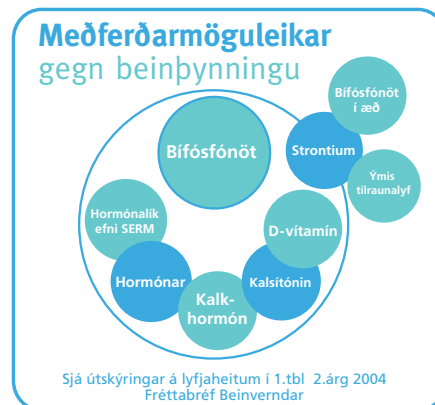 Meðferðarmöguleikar
gegn beinþynningu
Bífósfónöt
í æð
Bífósfónöt
Strontium
Ýmis
tilraunalyf
Hormónalík
efni SERM
D-vítamín
Hormónar
Kalsítónin
Kalk-
hormón
Sjá útskýringar á lyfjaheitum í 1.tbl 2.árg 2004
Fréttabréf Beinverndar